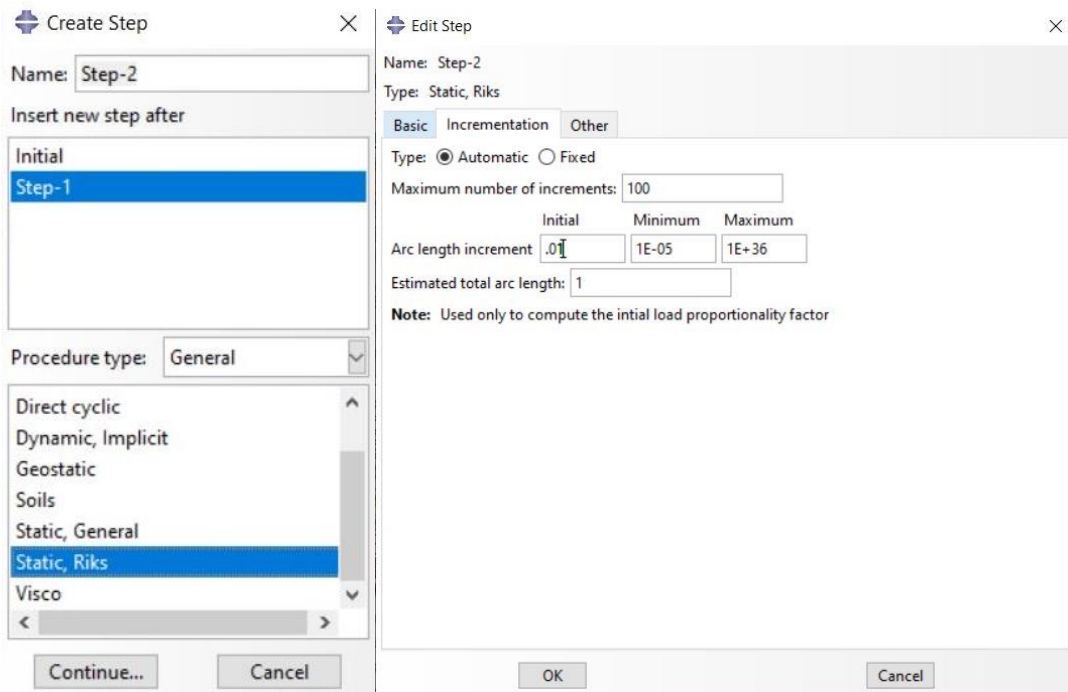 Create Step
Name: Step-2
Insert new step after
Initial
Step-1
Procedure type: General
Direct cyclic
Dynamic, Implicit
Geostatic
Soils
Static, General
Static, Riks
Visco
Continue... Cancel
Edit Step
Name: Step-2
Type: Static, Riks
Basic Incrementation Other
Type: Automatic Fixed
Maximum number of increments: 100
Initial Minimum Maximum
Arc length increment .01 1E-05 1E+36
Estimated total arc length: 1
Note: Used only to compute the intial load proportionality factor
OK Cancel